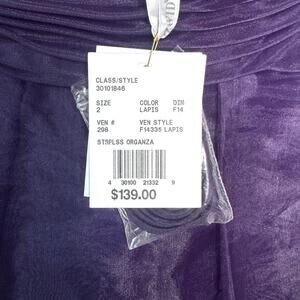 CLASS/STYLE
30101846
SIZE COLOR DIM
2 LAPIS F14
VEN # VEN STYLE
298 F14335 LAPIS
STRPLSS ORGANZA
4 30100 21332 9
$139.00